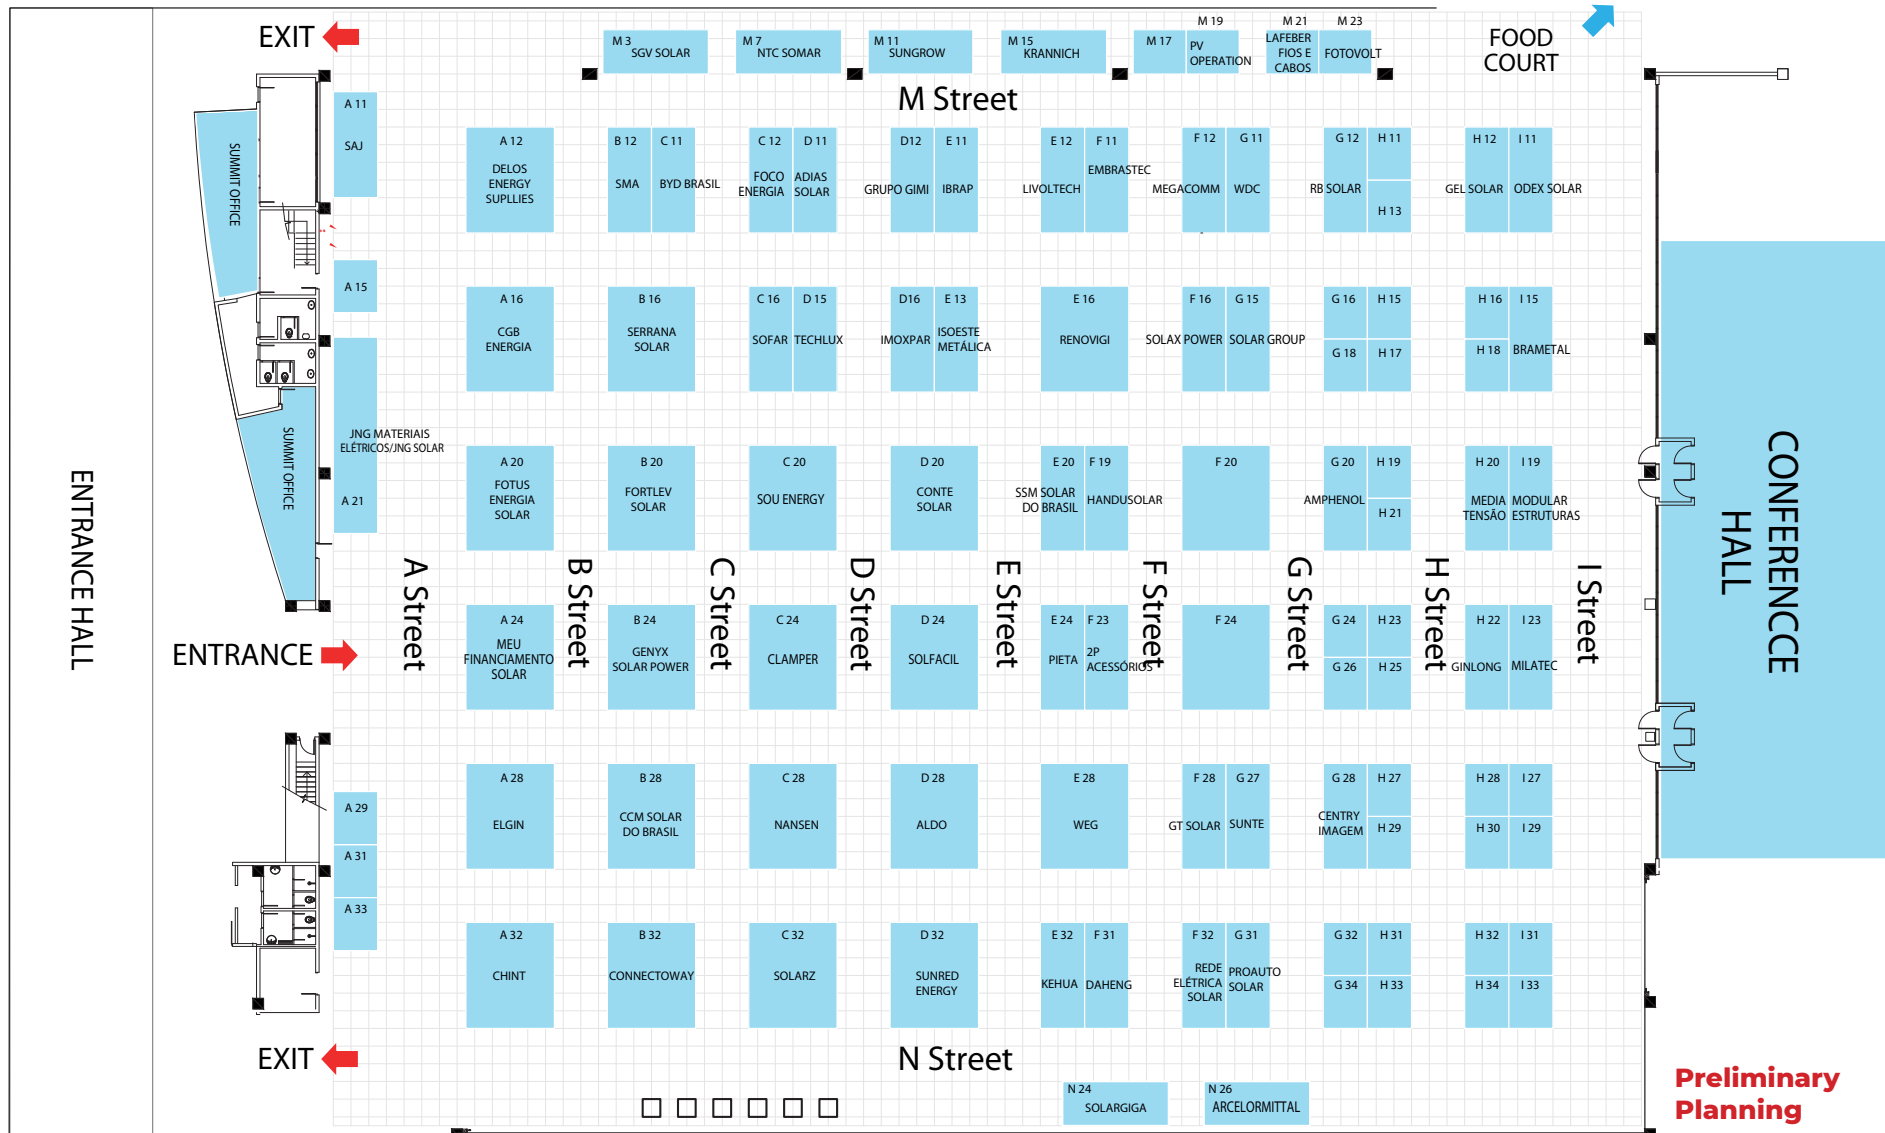 EXIT
M 3
SGV SOLAR
M 7
NTC SOMAR
M 11
SUNGROW
M 15
KRANNICH
M 17
M 19
PV
OPERATION
M 21
LAFEBER
FIOS E
CABOS
M 23
FOTOVOLT
FOOD
COURT
M Street
A 11
SAJ
SUMMIT OFFICE
A 12
DELOS
ENERGY
SUPLLIES
B 12
SMA
C 11
BYD BRASIL
C 12
FOCO
ENERGIA
D 11
ADIAS
SOLAR
D12
GRUPO GIMI
E 11
IBRAP
E 12
LIVOLTECH
F 11
EMBRASTEC
F 12
MEGACOMM
G 11
WDC
G 12
RB SOLAR
H 11
H 13
H 12
GEL SOLAR
I 11
ODEX SOLAR
A 15
A 16
CGB
ENERGIA
B 16
SERRANA
SOLAR
C 16
SOFAR
D 15
TECHLUX
D16
IMOXPAR
E 13
ISOESTE
METÁLICA
E 16
RENOVIGI
F 16
SOLAX POWER
G 15
SOLAR GROUP
G 16
H 15
G 18
H 17
H 16
H 18
I 15
BRAMETAL
JNG MATERIAIS
ELÉTRICOS/JNG SOLAR
A 21
SUMMIT OFFICE
A 20
FOTUS
ENERGIA
SOLAR
B 20
FORTLEV
SOLAR
C 20
SOU ENERGY
D 20
CONTE
SOLAR
E 20
SSM SOLAR
DO BRASIL
F 19
HANDUSOLAR
F 20
G 20
AMPHENOL
H 19
H 21
H 20
MEDIA
TENSÃO
I 19
MODULAR
ESTRUTURAS
ENTRANCE HALL
CONFERENCCE
HALL
A Street
B Street
C Street
D Street
E Street
F Street
G Street
H Street
I Street
ENTRANCE
A 24
MEU
FINANCIAMENTO
SOLAR
B 24
GENYX
SOLAR POWER
C 24
CLAMPER
D 24
SOLFACIL
E 24
PIETA
F 23
2P
ACESSÓRIOS
F 24
G 24
H 23
G 26
H 25
H 22
GINLONG
I 23
MILATEC
A 29
A 31
A 33
A 28
ELGIN
B 28
CCM SOLAR
DO BRASIL
C 28
NANSEN
D 28
ALDO
E 28
WEG
F 28
GT SOLAR
G 27
SUNTE
G 28
CENTRY
IMAGEM
H 27
H 29
H 28
I 27
H 30
I 29
A 32
CHINT
B 32
CONNECTOWAY
C 32
SOLARZ
D 32
SUNRED
ENERGY
E 32
KEHUA
F 31
DAHENG
F 32
REDE
ELÉTRICA
SOLAR
G 31
PROAUTO
SOLAR
G 32
H 31
G 34
H 33
H 32
I 31
H 34
I 33
EXIT
N Street
N 24
SOLARGIGA
N 26
ARCELORMITTAL
Preliminary
Planning